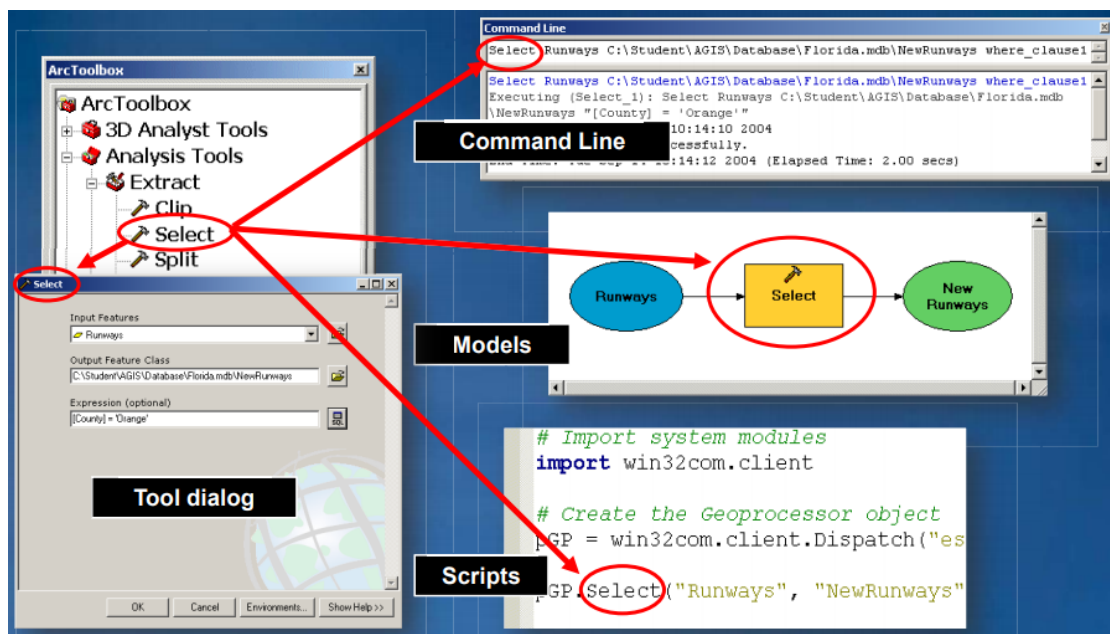 ArcToolbox
ArcToolbox
3D Analyst Tools
Analysis Tools
Extract
Clip
Select
Split
Select
Input Features
Runways
Output Feature Class
C:\Student\AGIS\Database\Florida.mdb\NewRunways
Expression (optional)
[County] = 'Orange'
Tool dialog
OK
Cancel
Environments...
Show Help >>
Command Line
Select Runways C:\Student\AGIS\Database\Florida.mdb\NewRunways where_clause1
Select Runways C:\Student\AGIS\Database\Florida.mdb\NewRunways where_clause1
Executing (Select_1): Select Runways C:\Student\AGIS\Database\Florida.mdb
\NewRunways "[County] = 'Orange'"
10:14:10 2004
cessfully.
:14:12 2004 (Elapsed Time: 2.00 secs)
Command Line
Runways
Select
New
Runways
Models
# Import system modules
import win32com.client
# Create the Geoprocessor object
pGP = win32com.client.Dispatch("es
pGP.Select("Runways", "NewRunways"
Scripts